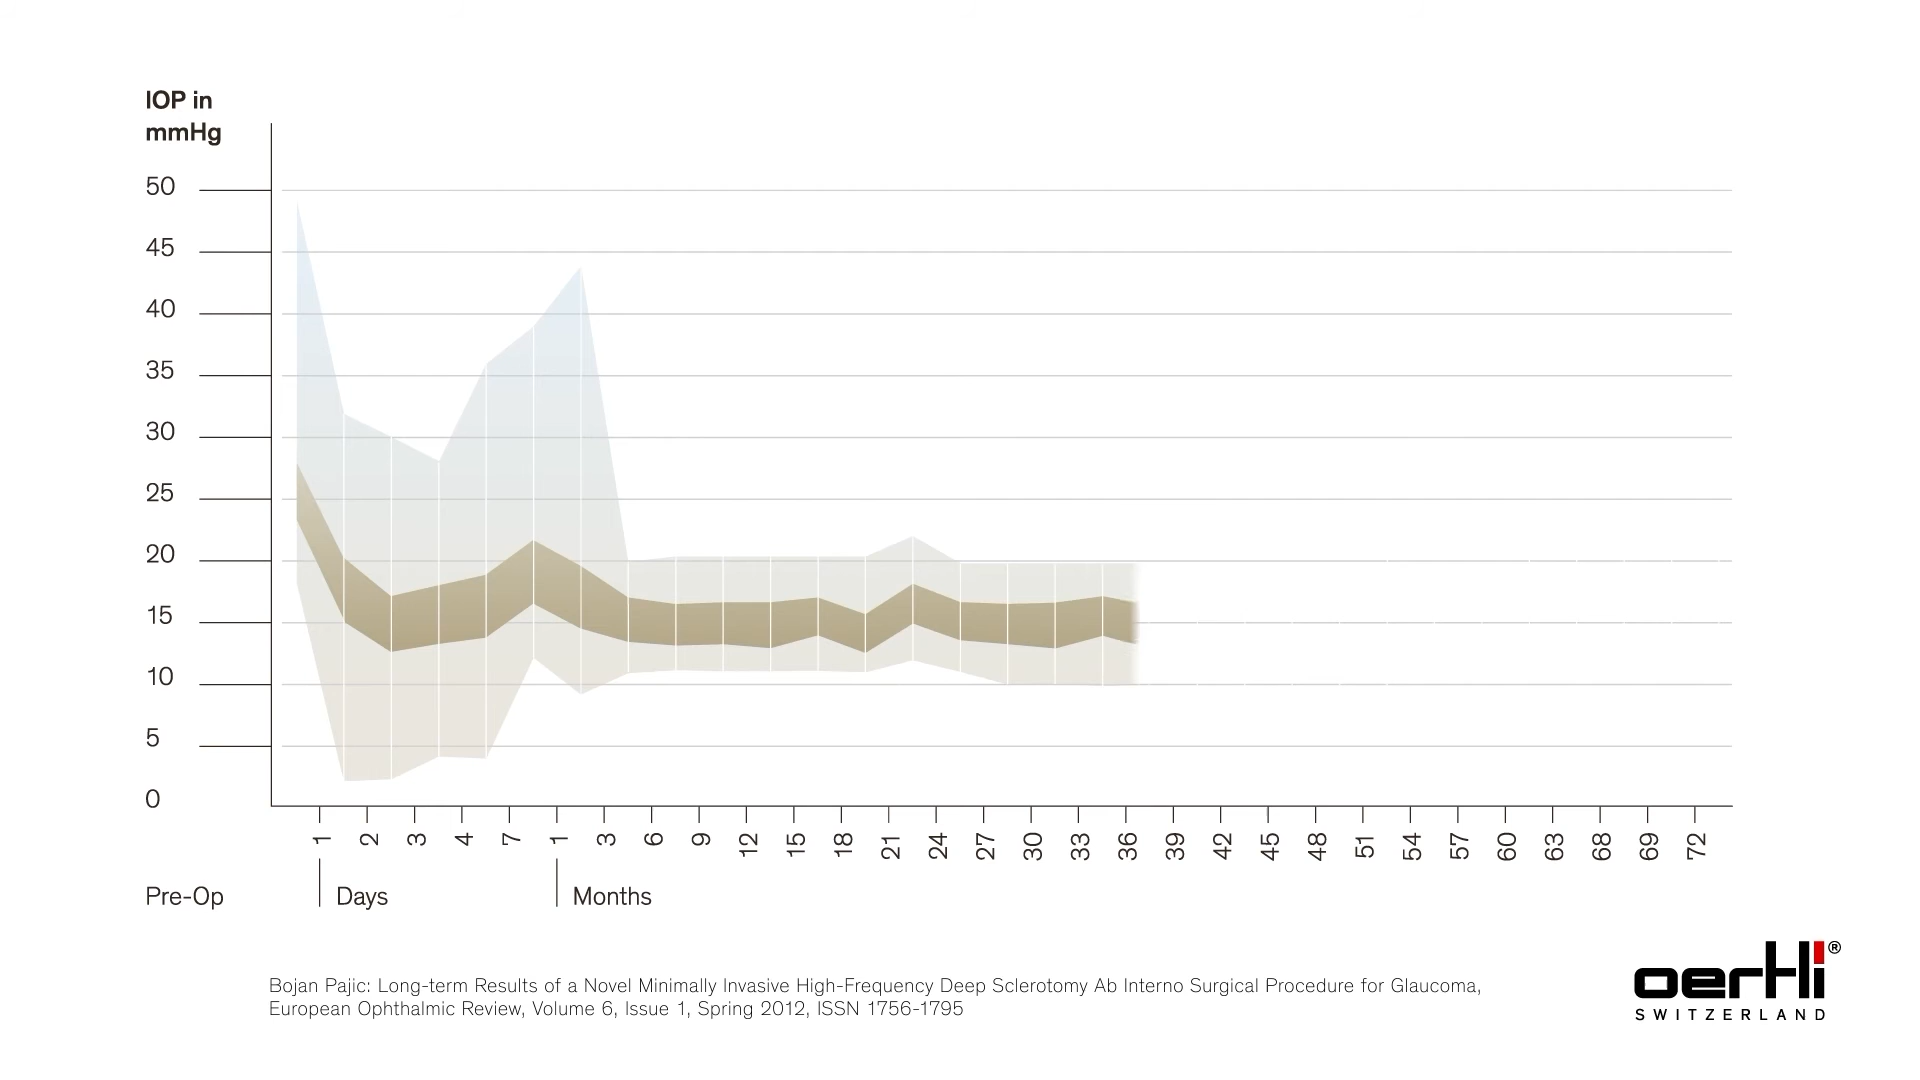 IOP in
mmHg
50
45
40
35
30
25
20
15
10
5
0
1 2 3 4 7 1 3 6 9 12 15 18 21 24 27 30 33 36 39 42 45 48 51 54 57 60 63 68 69 72
Pre-Op Days Months
Bojan Pajic: Long-term Results of a Novel Minimally Invasive High-Frequency Deep Sclerotomy Ab Interno Surgical Procedure for Glaucoma,
European Ophthalmic Review, Volume 6, Issue 1, Spring 2012, ISSN 1756-1795
oertli®
SWITZERLAND